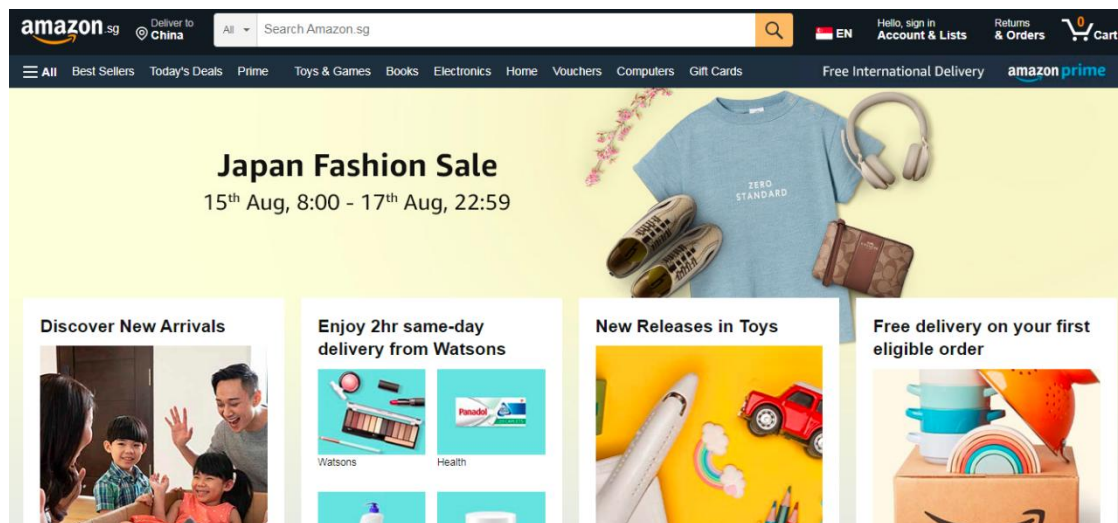 amazon.sg
Deliver to
China
All
Search Amazon.sg
EN
Hello, sign in
Account & Lists
Returns
& Orders
0
Cart
All Best Sellers Today's Deals Prime Toys & Games Books Electronics Home Vouchers Computers Gift Cards
Free International Delivery
amazon prime
Japan Fashion Sale
15th Aug, 8:00 - 17th Aug, 22:59
ZERO
STANDARD
Discover New Arrivals
Enjoy 2hr same-day
delivery from Watsons
Panadol
Watsons
Health
New Releases in Toys
Free delivery on your first
eligible order